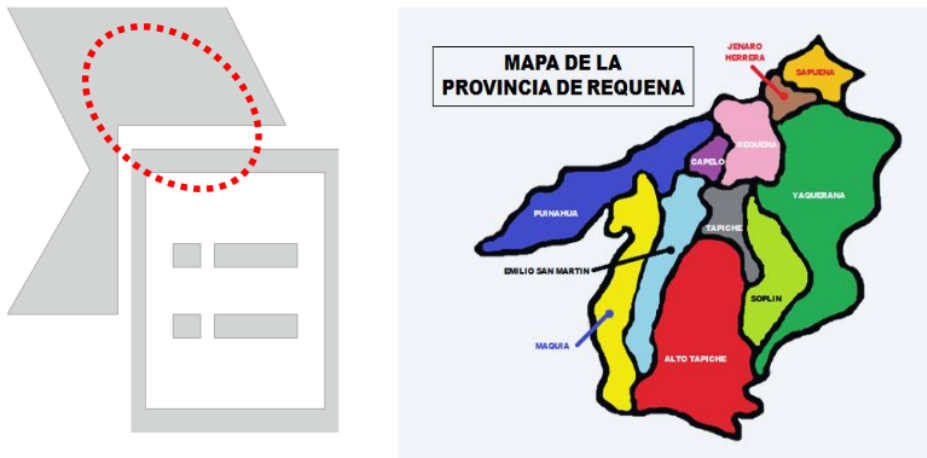 MAPA DE LA
PROVINCIA DE REQUENA
JENARO
HERRERA
SAPUENA
REQUENA
CAPELO
YAQUERANA
PUINAHUA
TAPICHE
EMILIO SAN MARTIN
SOPLIN
MAQUIA
ALTO TAPICHE